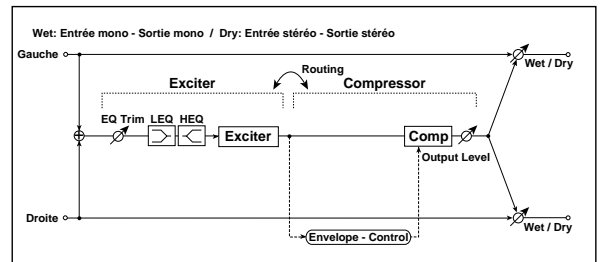 Wet: Entrée mono - Sortie mono / Dry: Entrée stéréo - Sortie stéréo
Gauche
Wet / Dry
Routing
Exciter
Compressor
EQ Trim LEQ HEQ
Exciter
Comp
Output Level
Droite
Wet / Dry
Envelope - Control